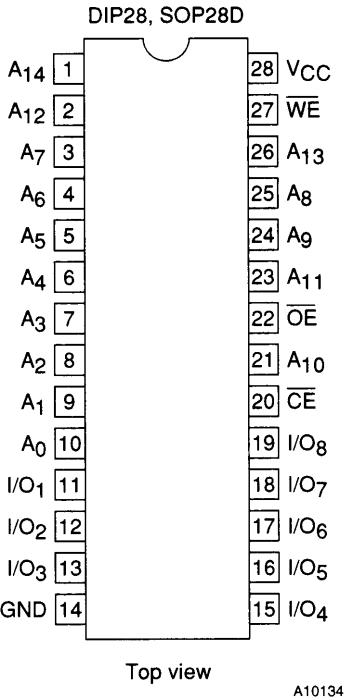 DIP28, SOP28D
A14 1 28 VCC
A12 2 27 W̅E̅
A7 3 26 A13
A6 4 25 A8
A5 5 24 A9
A4 6 23 A11
A3 7 22 O̅E̅
A2 8 21 A10
A1 9 20 C̅E̅
A0 10 19 I/O8
I/O1 11 18 I/O7
I/O2 12 17 I/O6
I/O3 13 16 I/O5
GND 14 15 I/O4
Top view
A10134